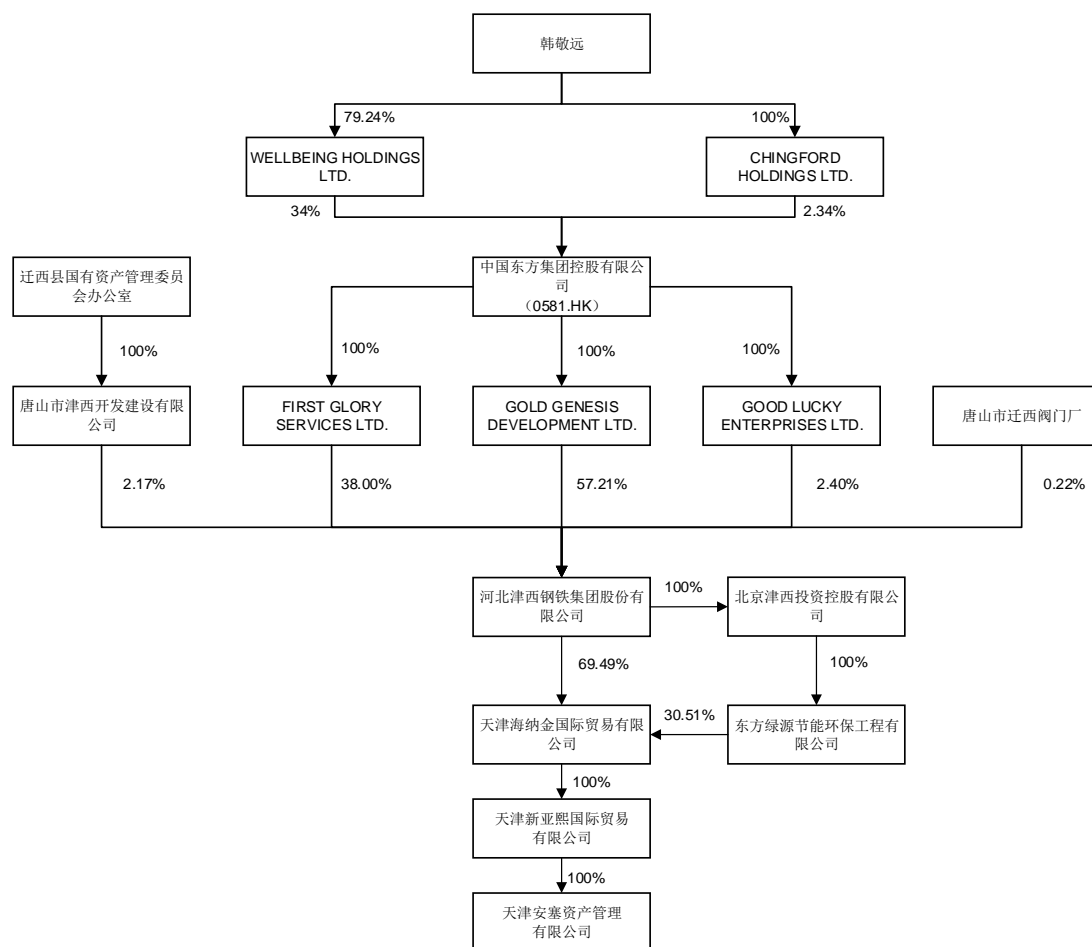 韩敬远
79.24%
100%
WELLBEING HOLDINGS
LTD.
CHINGFORD
HOLDINGS LTD.
34%
2.34%
迁西县国有资产管理委员
会办公室
中国东方集团控股有限公
司
（0581.HK）
100%
100%
100%
100%
唐山市津西开发建设有限
公司
FIRST GLORY
SERVICES LTD.
GOLD GENESIS
DEVELOPMENT LTD.
GOOD LUCKY
ENTERPRISES LTD.
唐山市迁西阀门厂
2.17%
38.00%
57.21%
2.40%
0.22%
河北津西钢铁集团股份有
限公司
100%
北京津西投资控股有限公
司
69.49%
100%
天津海纳金国际贸易有限
公司
30.51%
东方绿源节能环保工程有
限公司
100%
天津新亚熙国际贸易
有限公司
100%
天津安塞资产管理
有限公司